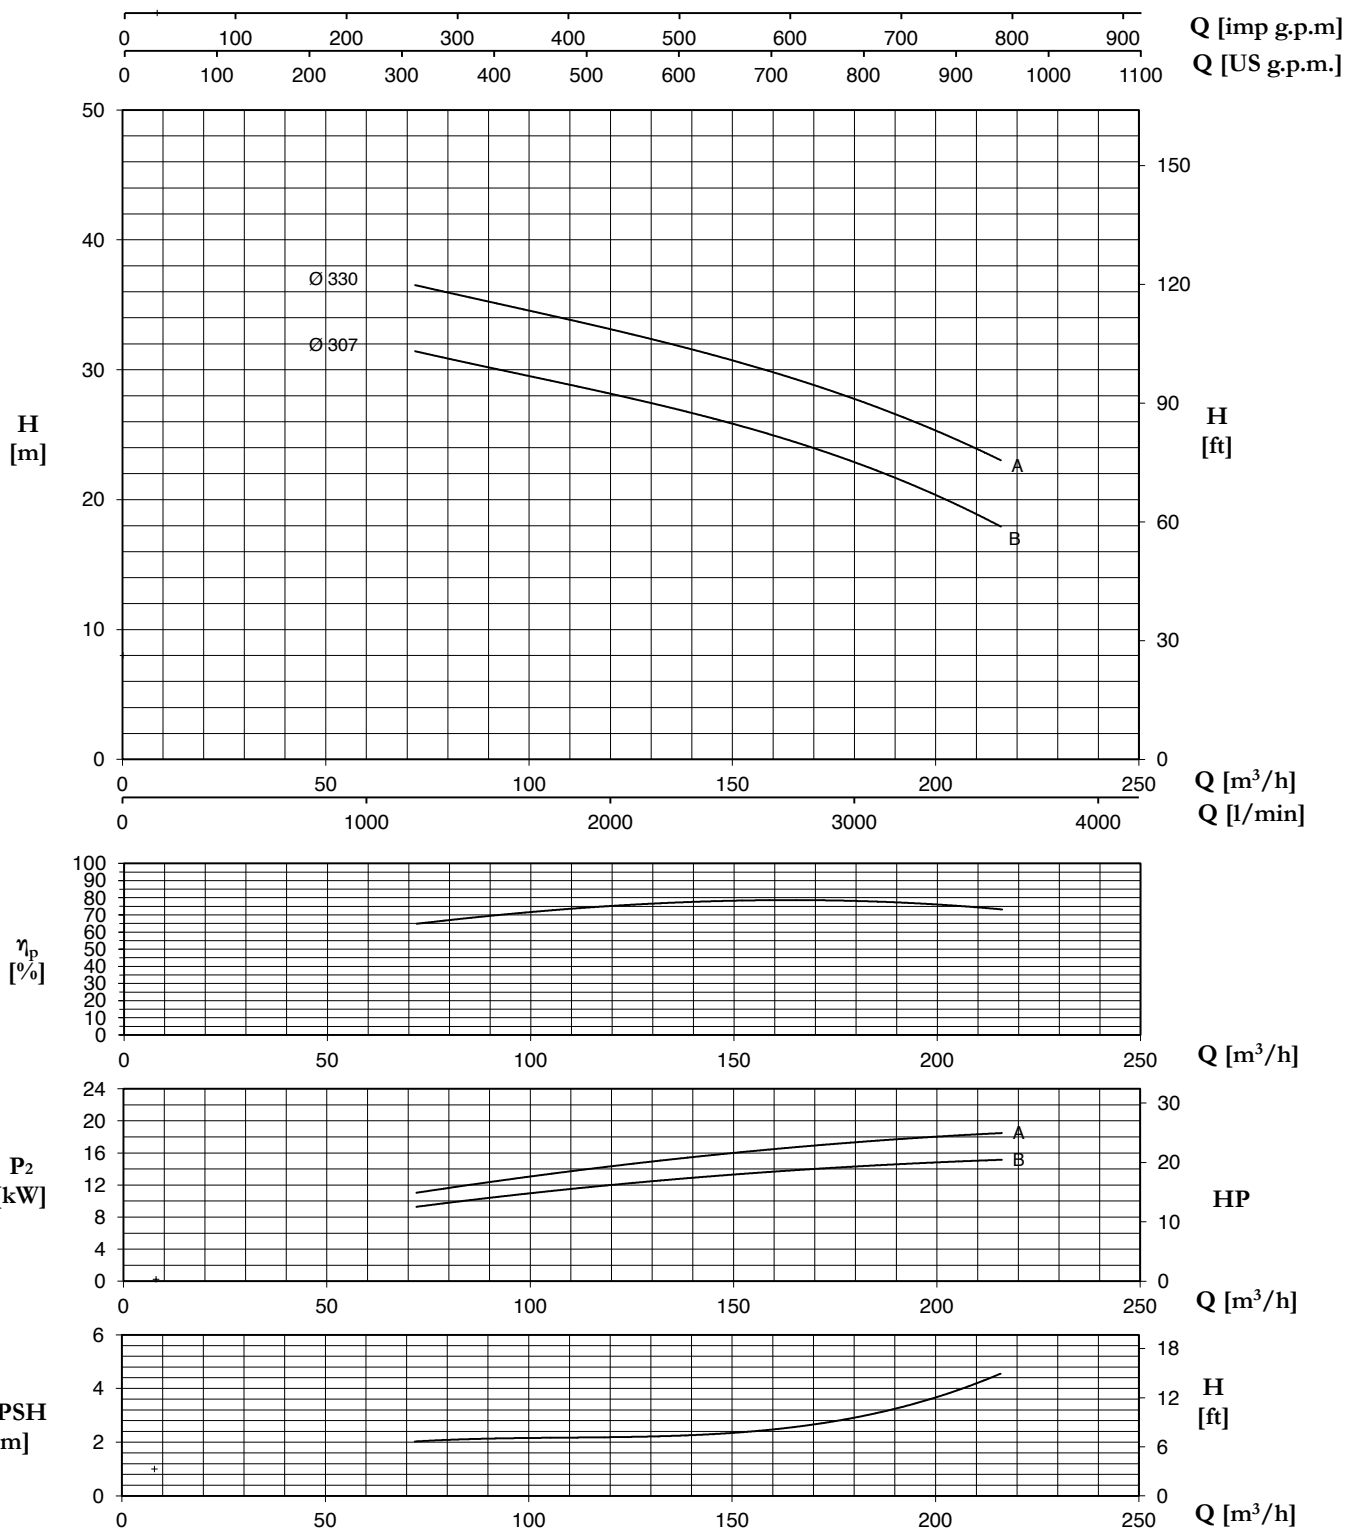 Q [imp g.p.m]
0 100 200 300 400 500 600 700 800 900
Q [US g.p.m.]
0 100 200 300 400 500 600 700 800 900 1000 1100
50
150
40
Ø 330
120
Ø 307
30
90
H
[m]
H
[ft]
A
20
60
B
10
30
0
0
0 50 100 150 200 250
Q [m³/h]
Q [l/min]
0 1000 2000 3000 4000
100
90
80
70
60
50
40
30
20
10
0
ηp
[%]
0 50 100 150 200 250
Q [m³/h]
24
20
16
12
8
4
0
P2
kW]
A
B
30
20
10
0
HP
0 50 100 150 200 250
Q [m³/h]
6
4
2
0
PSH
m]
18
12
6
0
H
[ft]
0 50 100 150 200 250
Q [m³/h]